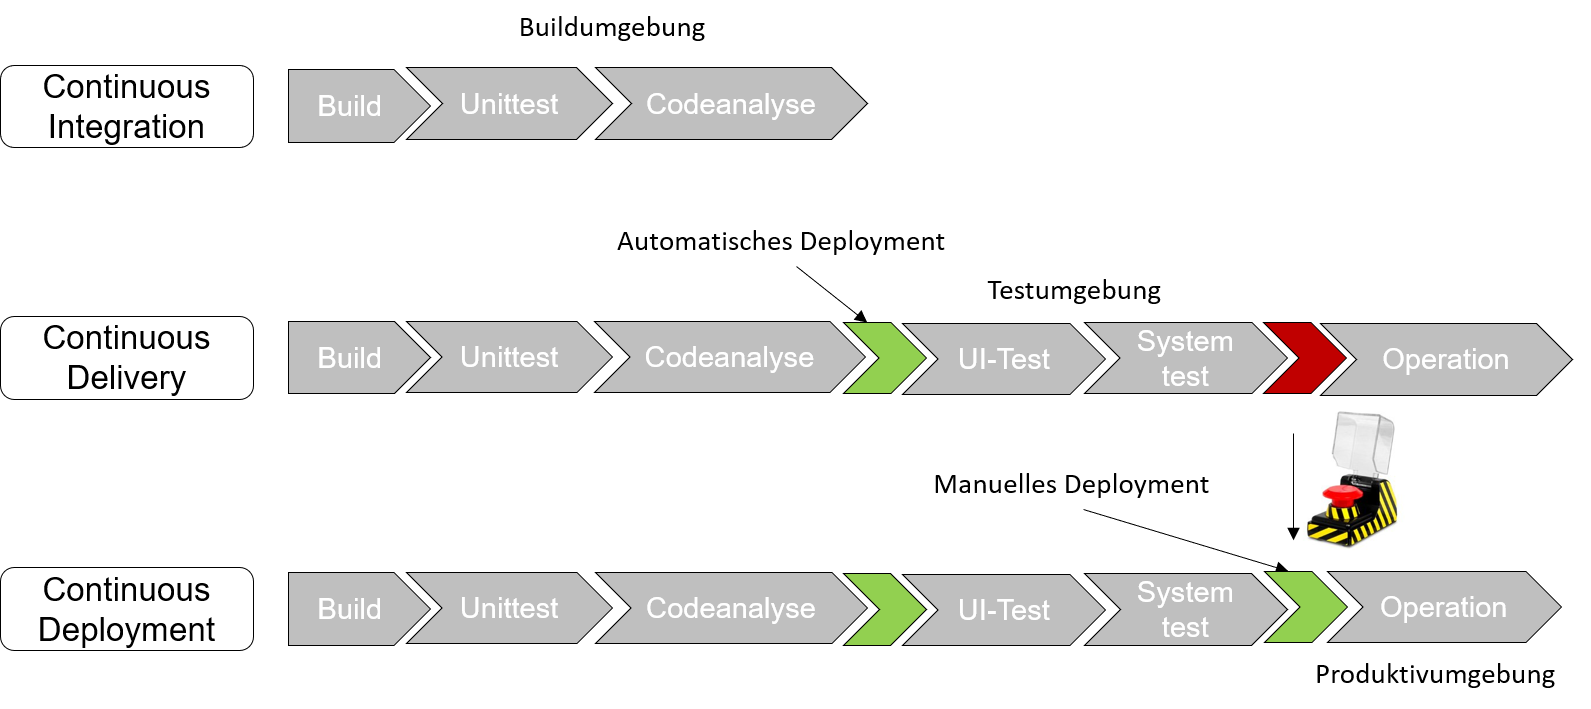 Buildumgebung
Continuous
Integration
Build
Unittest
Codeanalyse
Automatisches Deployment
Testumgebung
Continuous
Delivery
Build
Unittest
Codeanalyse
UI-Test
System
test
Operation
Manuelles Deployment
Continuous
Deployment
Build
Unittest
Codeanalyse
UI-Test
System
test
Operation
Produktivumgebung